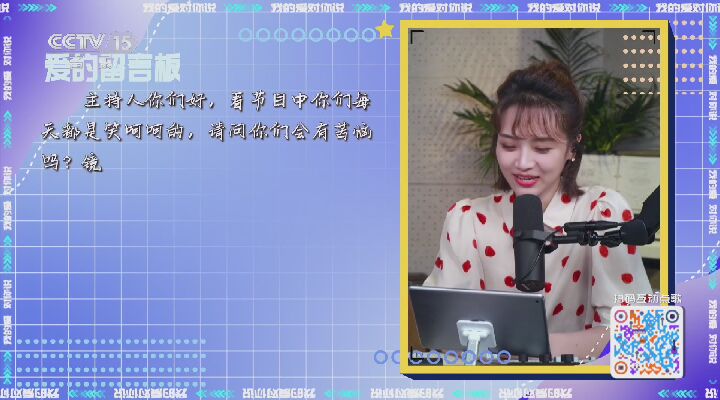 我的爱 对你说
CCTV 15
爱的留言板
主持人你们好，看节目中你们每
天都是笑呵呵的，请问你们会有苦恼
吗？镜
扫码互动点歌